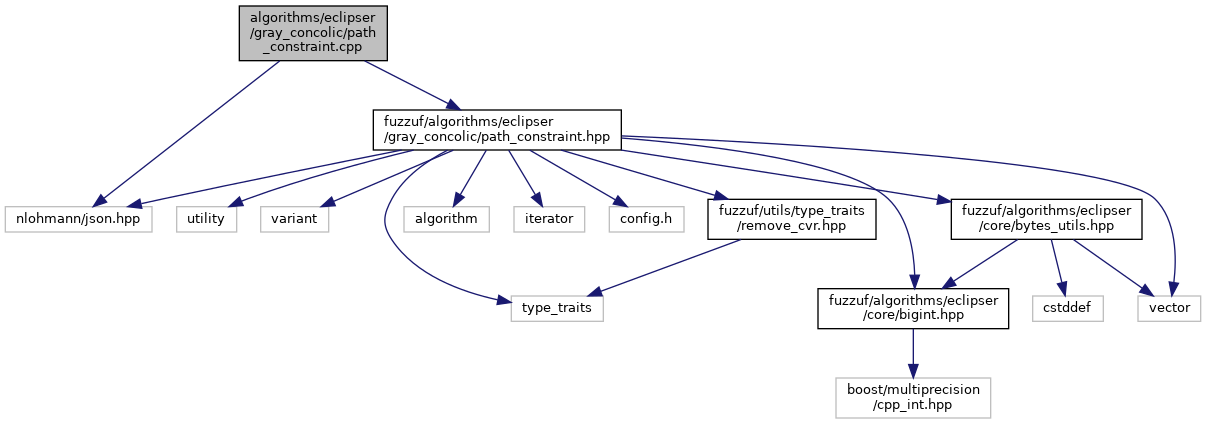 algorithms/eclipser
/gray_concolic/path
_constraint.cpp
fuzzuf/algorithms/eclipser
/gray_concolic/path_constraint.hpp
nlohmann/json.hpp
utility
variant
algorithm
iterator
config.h
fuzzuf/utils/type_traits
/remove_cvr.hpp
fuzzuf/algorithms/eclipser
/core/bytes_utils.hpp
type_traits
fuzzuf/algorithms/eclipser
/core/bigint.hpp
cstddef
vector
boost/multiprecision
/cpp_int.hpp